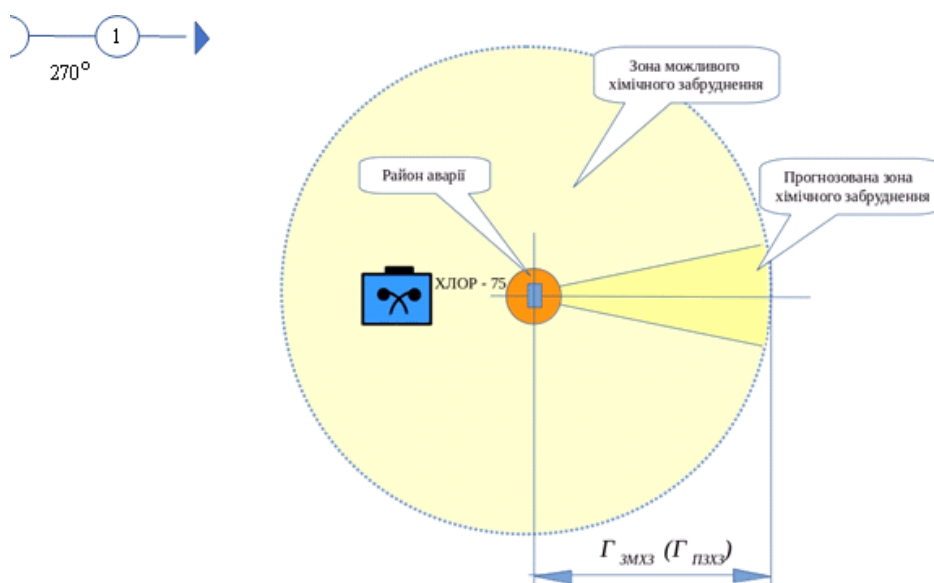 1
270°
Зона можливого
хімічного забруднення
Район аварії
Прогнозована зона
хімічного забруднення
ХЛОР - 75
Г ЗМХЗ (Г ПЗХЗ)